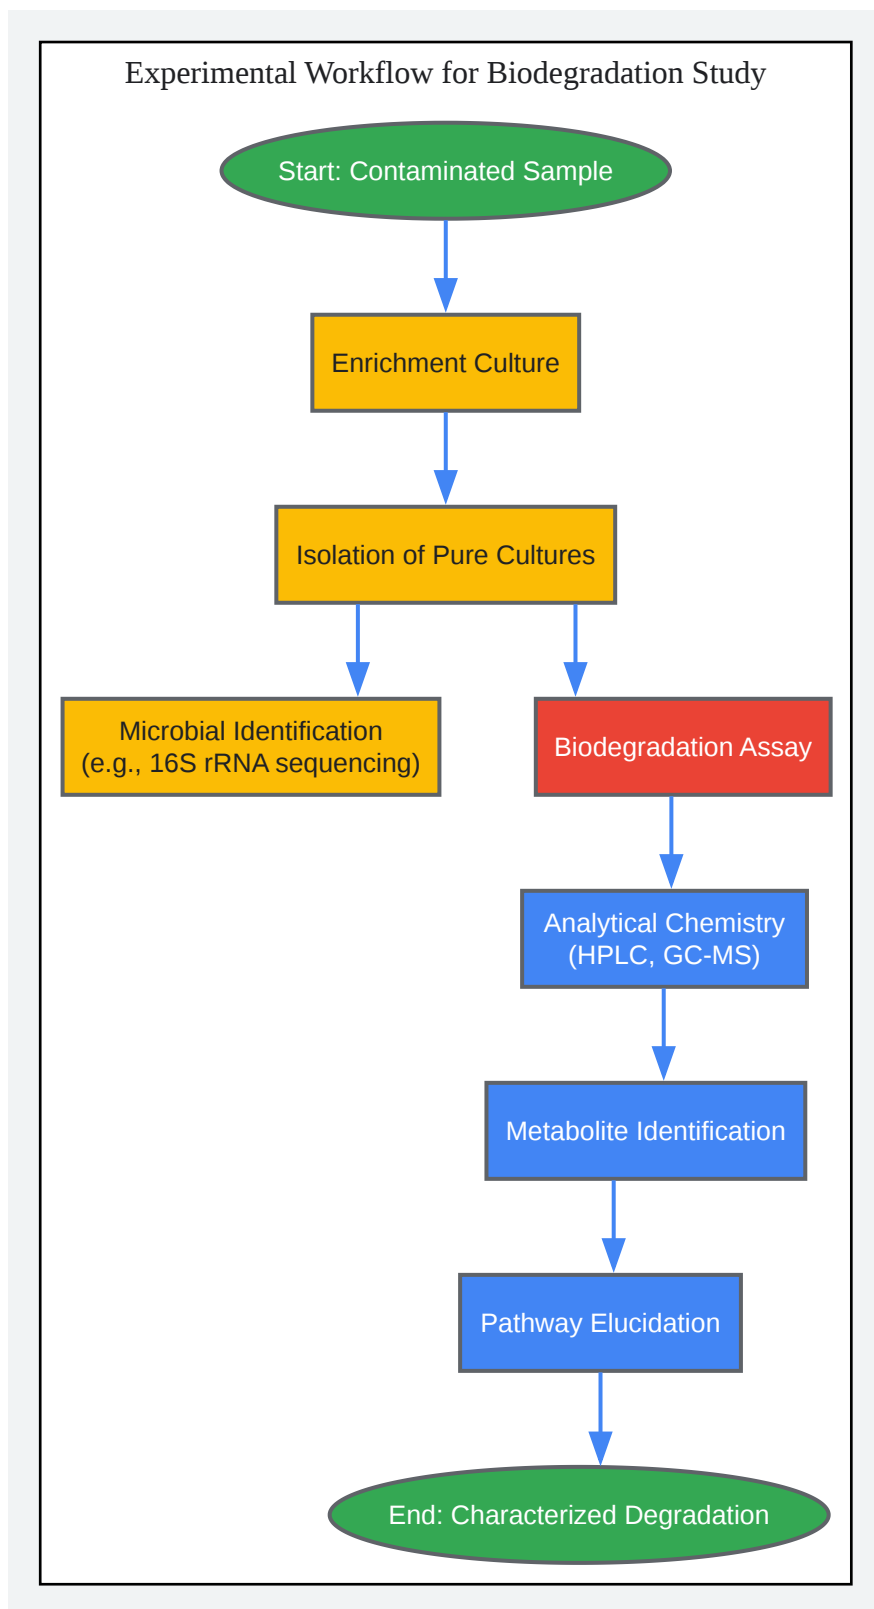 Experimental Workflow for Biodegradation Study
Start: Contaminated Sample
Enrichment Culture
Isolation of Pure Cultures
Microbial Identification
(e.g., 16S rRNA sequencing)
Biodegradation Assay
Analytical Chemistry
(HPLC, GC-MS)
Metabolite Identification
Pathway Elucidation
End: Characterized Degradation